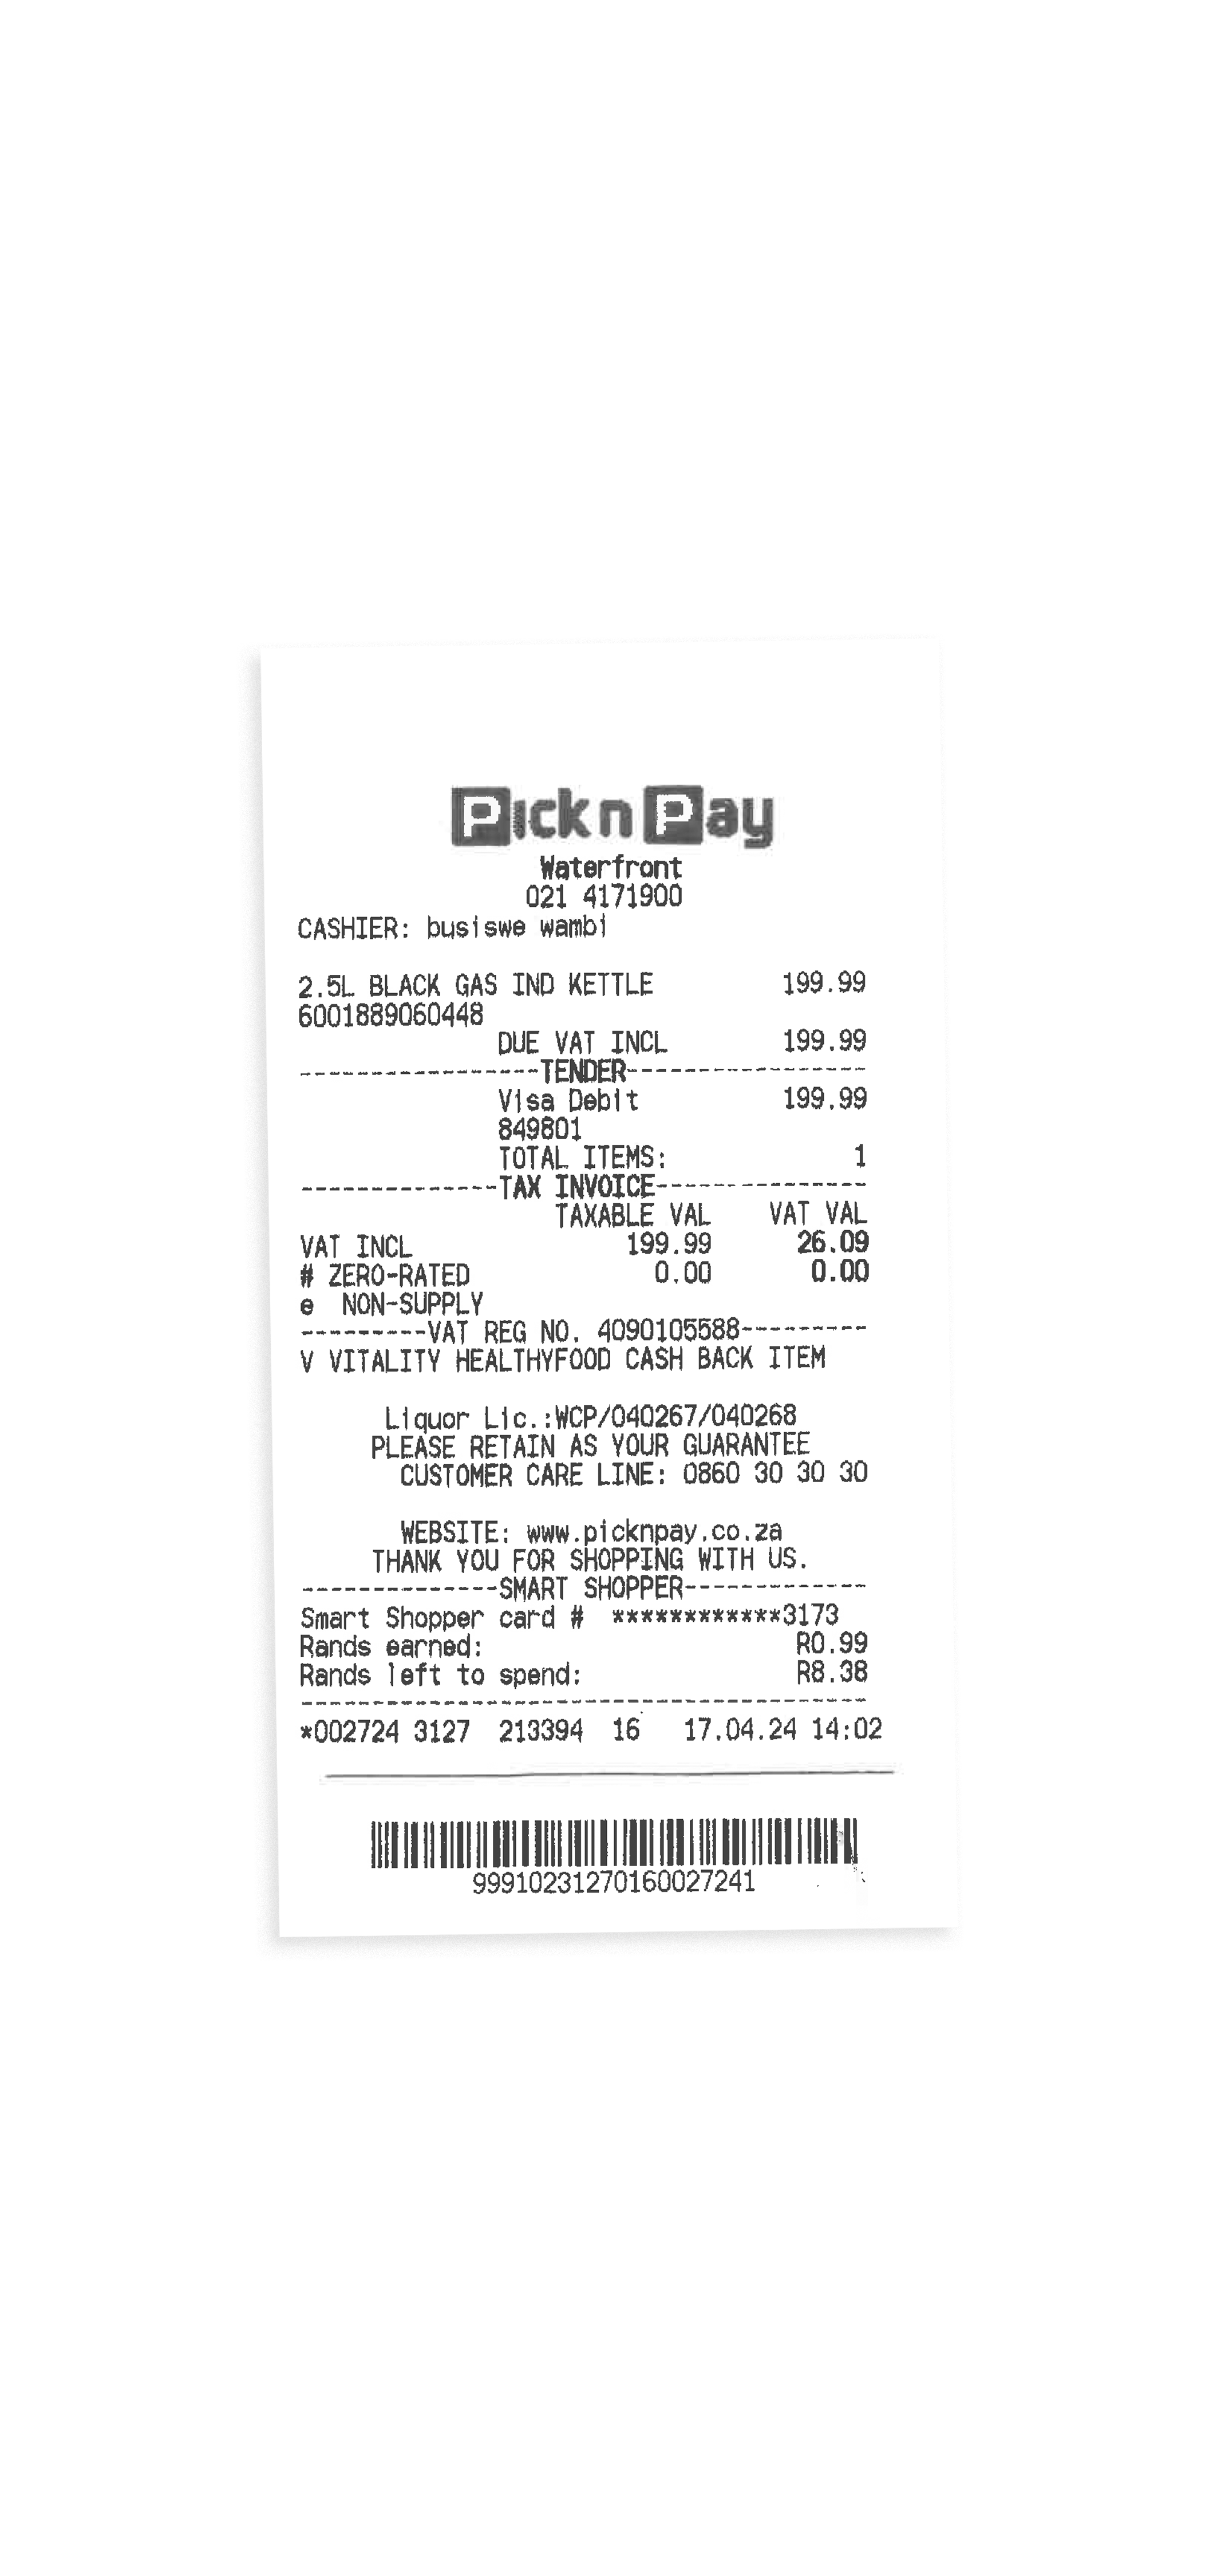 Pick n Pay
Waterfront
021 4171900
CASHIER: busiswe wambi
2.5L BLACK GAS IND KETTLE 199.99
6001889060448
DUE VAT INCL 199.99
-----------------TENDER-----------------
Visa Debit 199.99
849801
TOTAL ITEMS: 1
--------------TAX INVOICE---------------
TAXABLE VAL VAT VAL
VAT INCL 199.99 26.09
# ZERO-RATED 0.00 0.00
e NON-SUPPLY
---------VAT REG NO. 4090105588---------
V VITALITY HEALTHYFOOD CASH BACK ITEM
Liquor Lic.:WCP/040267/040268
PLEASE RETAIN AS YOUR GUARANTEE
CUSTOMER CARE LINE: 0860 30 30 30
WEBSITE: www.picknpay.co.za
THANK YOU FOR SHOPPING WITH US.
--------------SMART SHOPPER-------------
Smart Shopper card # ************3173
Rands earned: R0.99
Rands left to spend: R8.38
----------------------------------------
*002724 3127 213394 16 17.04.24 14:02
99910231270160027241